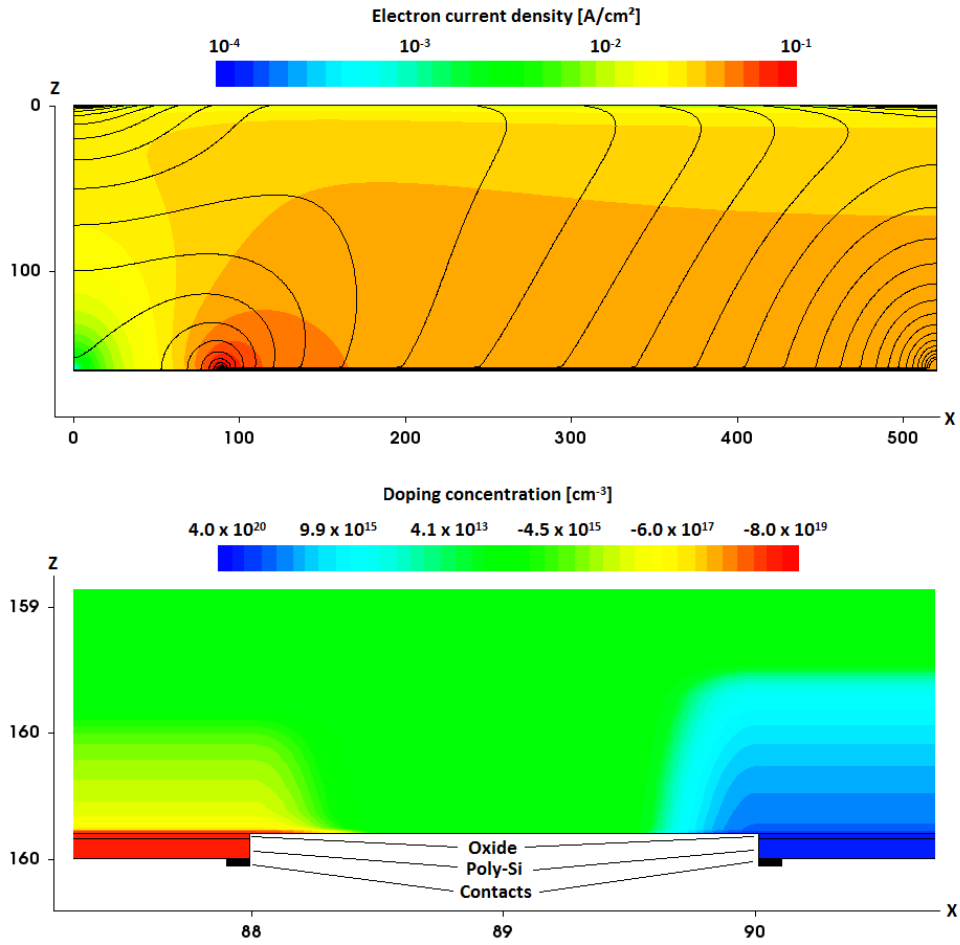 Electron current density [A/cm²]
10⁻⁴ 10⁻³ 10⁻² 10⁻¹
Z
0
100
0 100 200 300 400 500
X
Doping concentration [cm⁻³]
4.0 x 10²⁰ 9.9 x 10¹⁵ 4.1 x 10¹³ -4.5 x 10¹⁵ -6.0 x 10¹⁷ -8.0 x 10¹⁹
Z
159
160
Oxide
160
Poly-Si
Contacts
X
88 89 90